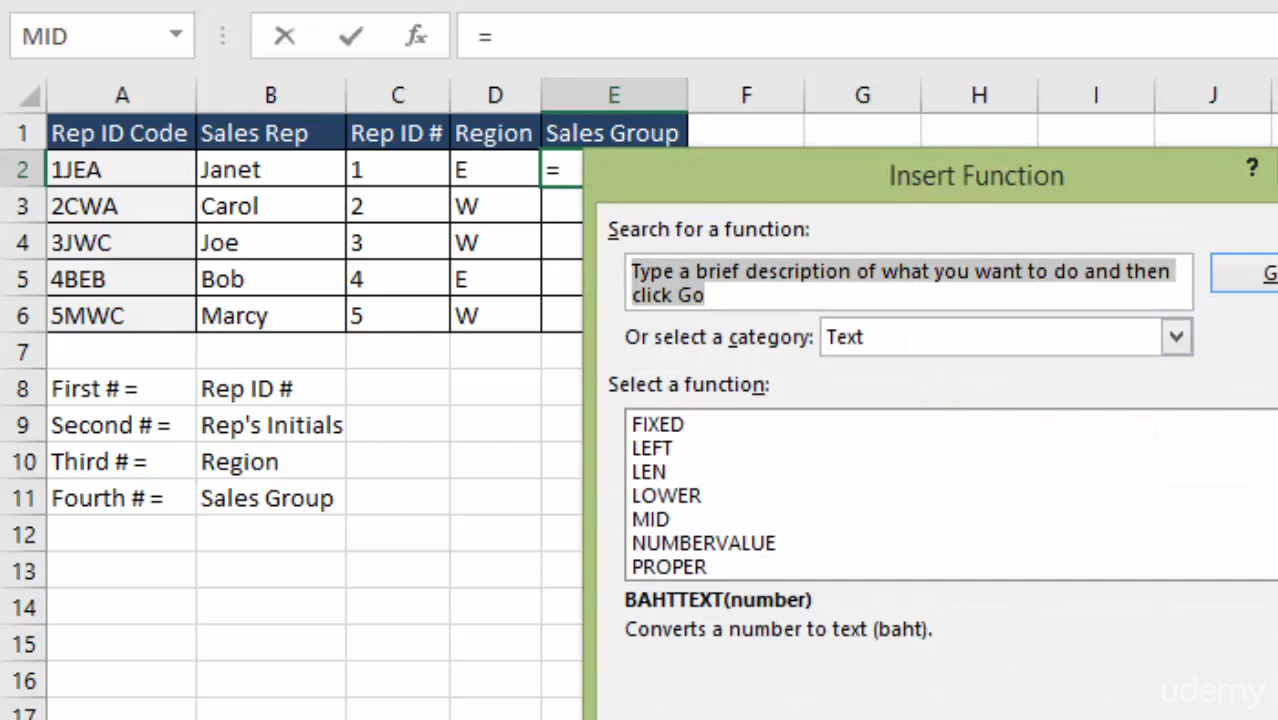 MID fx =
A B C D E F G H I J
1 Rep ID Code Sales Rep Rep ID # Region Sales Group
2 1JEA Janet 1 E =
3 2CWA Carol 2 W
4 3JWC Joe 3 W
5 4BEB Bob 4 E
6 5MWC Marcy 5 W
7
8 First # = Rep ID #
9 Second # = Rep's Initials
10 Third # = Region
11 Fourth # = Sales Group
12
13
14
15
16
17
Insert Function ?
Search for a function:
Type a brief description of what you want to do and then
click Go
G
Or select a category: Text
Select a function:
FIXED
LEFT
LEN
LOWER
MID
NUMBERVALUE
PROPER
BAHTTEXT(number)
Converts a number to text (baht).
udemy